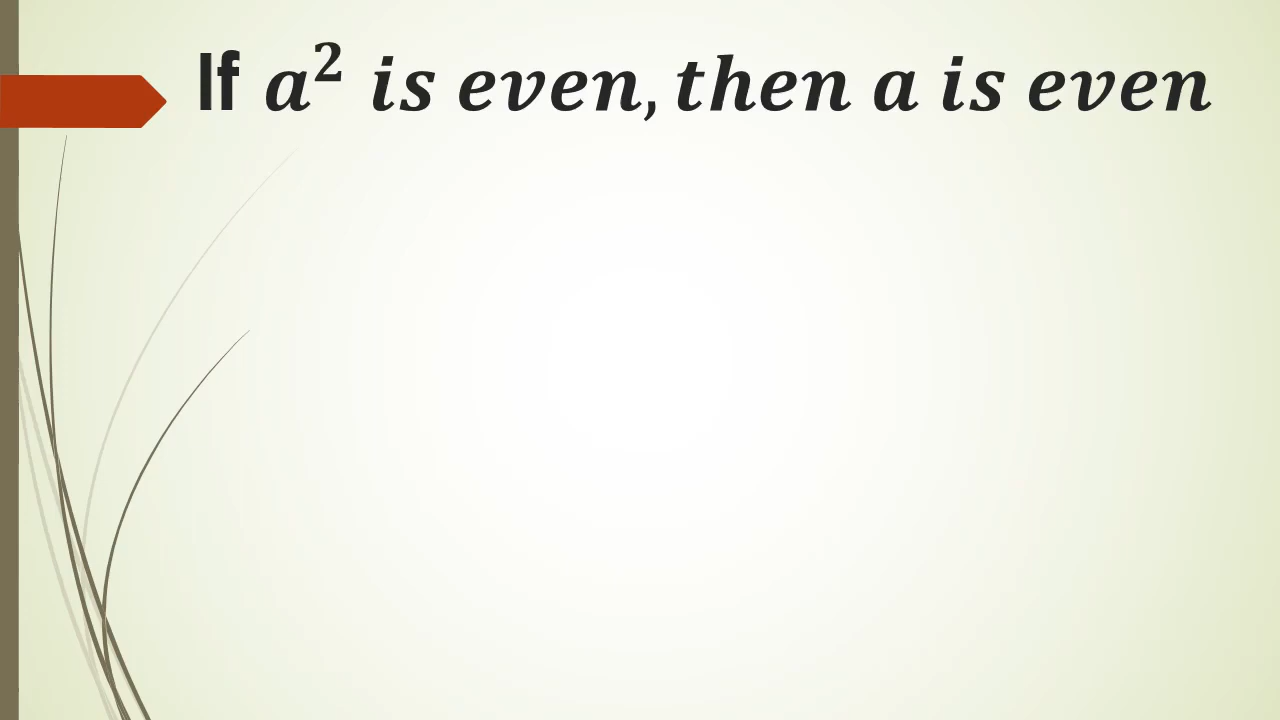 If a² is even, then a is even